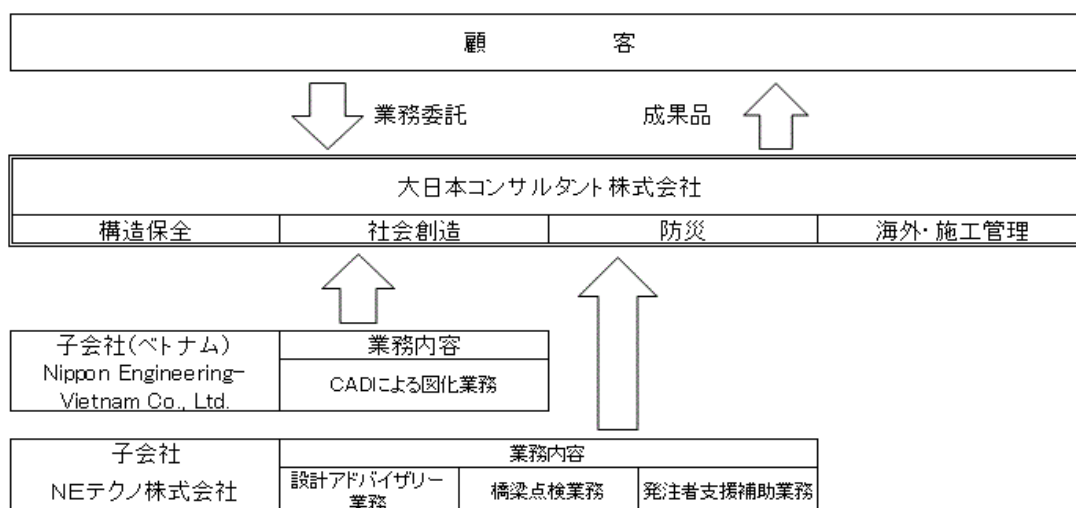 顧　　　客
業務委託
成果品
大日本コンサルタント株式会社
構造保全
社会創造
防災
海外・施工管理
子会社(ベトナム)
Nippon Engineering-
Vietnam Co., Ltd.
業務内容
CADによる図化業務
子会社
NEテクノ株式会社
業務内容
設計アドバイザリー
業務
橋梁点検業務
発注者支援補助業務